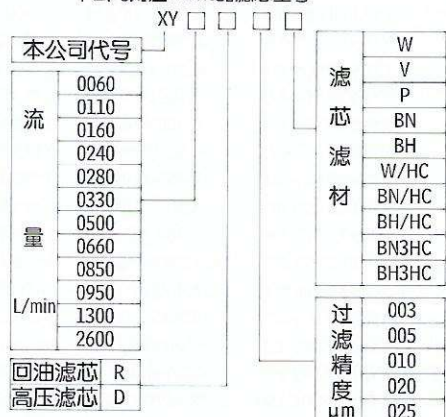 XY □ □ □ □
本公司代号
流量 L/min
0060
0110
0160
0240
0280
0330
0500
0660
0850
0950
1300
2600
回油滤芯 R
高压滤芯 D
滤芯滤材
W
V
P
BN
BH
W/HC
BN/HC
BH/HC
BN3HC
BH3HC
过滤精度 μm
003
005
010
020
025